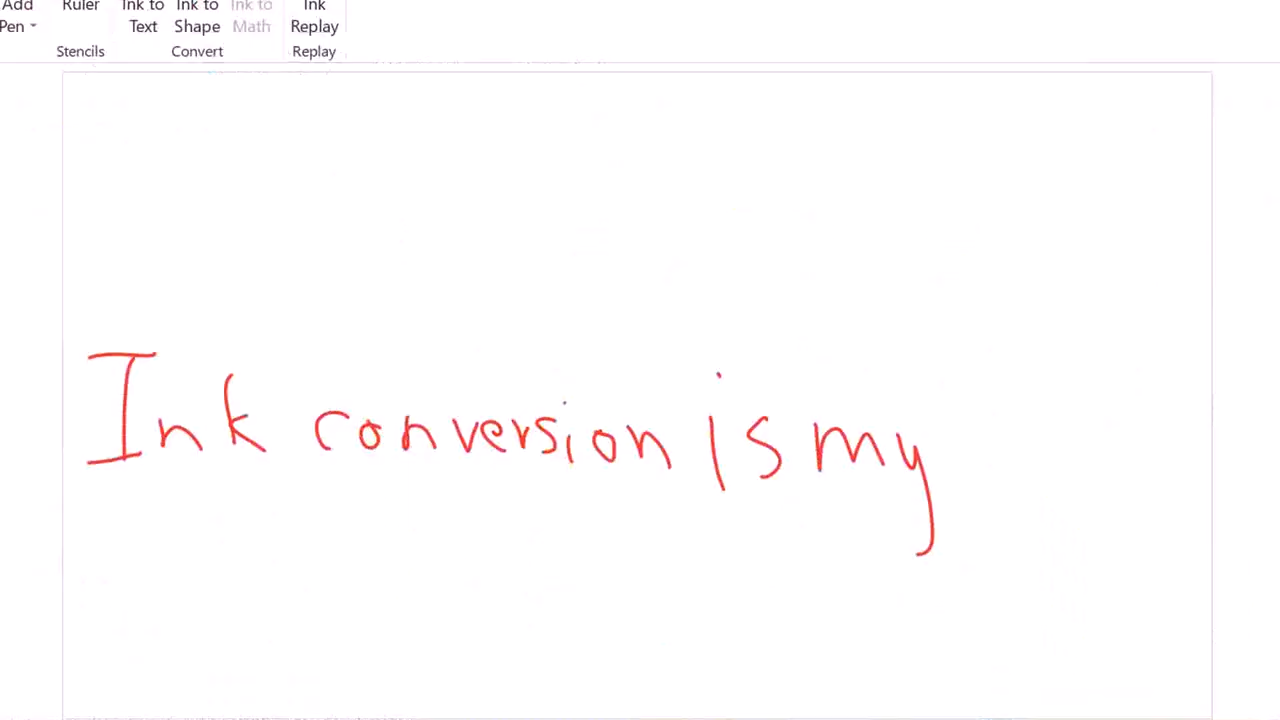 Add Ruler Ink to Ink to Ink to Ink
Pen Text Shape Math Replay
Stencils Convert Replay
Ink conversion is my